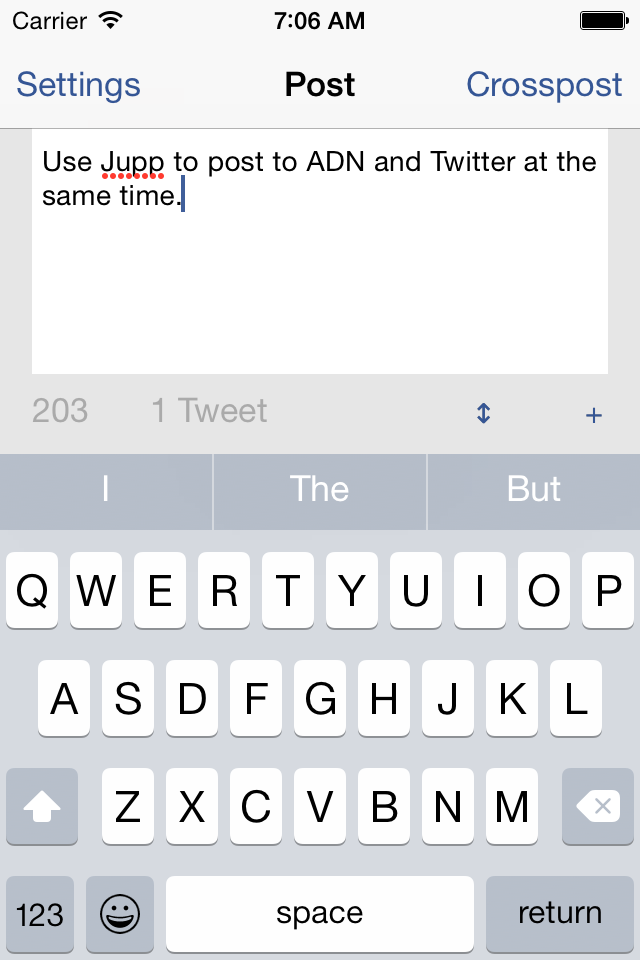 Carrier 7:06 AM
Settings Post Crosspost
Use Jupp to post to ADN and Twitter at the
same time.
203 1 Tweet ↕ +
I The But
Q W E R T Y U I O P
A S D F G H J K L
Z X C V B N M
123 space return